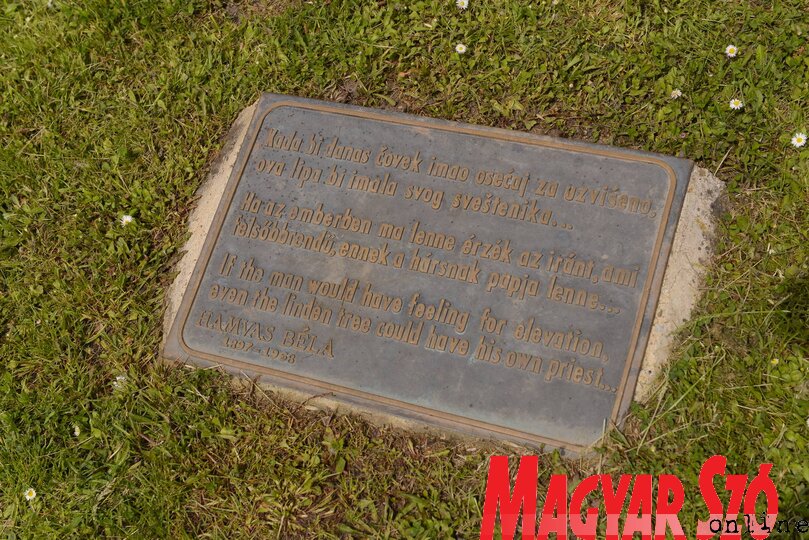 Kada bi danas čovek imao osećaj za uzvišeno,
ova lipa bi imala svog sveštenika...
Ha az emberben ma lenne érzék az iránt, ami
felsőbbrendű, ennek a hársnak papja lenne...
If the man would have feeling for elevation,
even the linden tree could have his own priest...
HAMVAS BÉLA
1897-1968
MAGYAR SZÓ
online